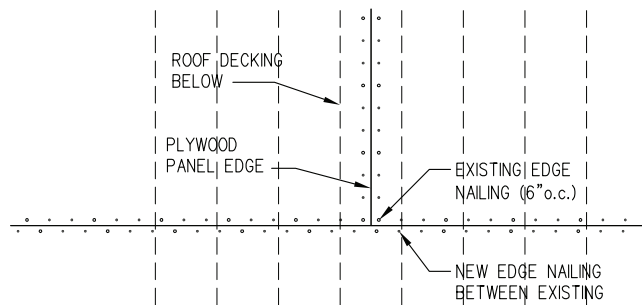 ROOF DECKING
BELOW
PLYWOOD
PANEL EDGE
EXISTING EDGE
NAILING (6"o.c.)
NEW EDGE NAILING
BETWEEN EXISTING